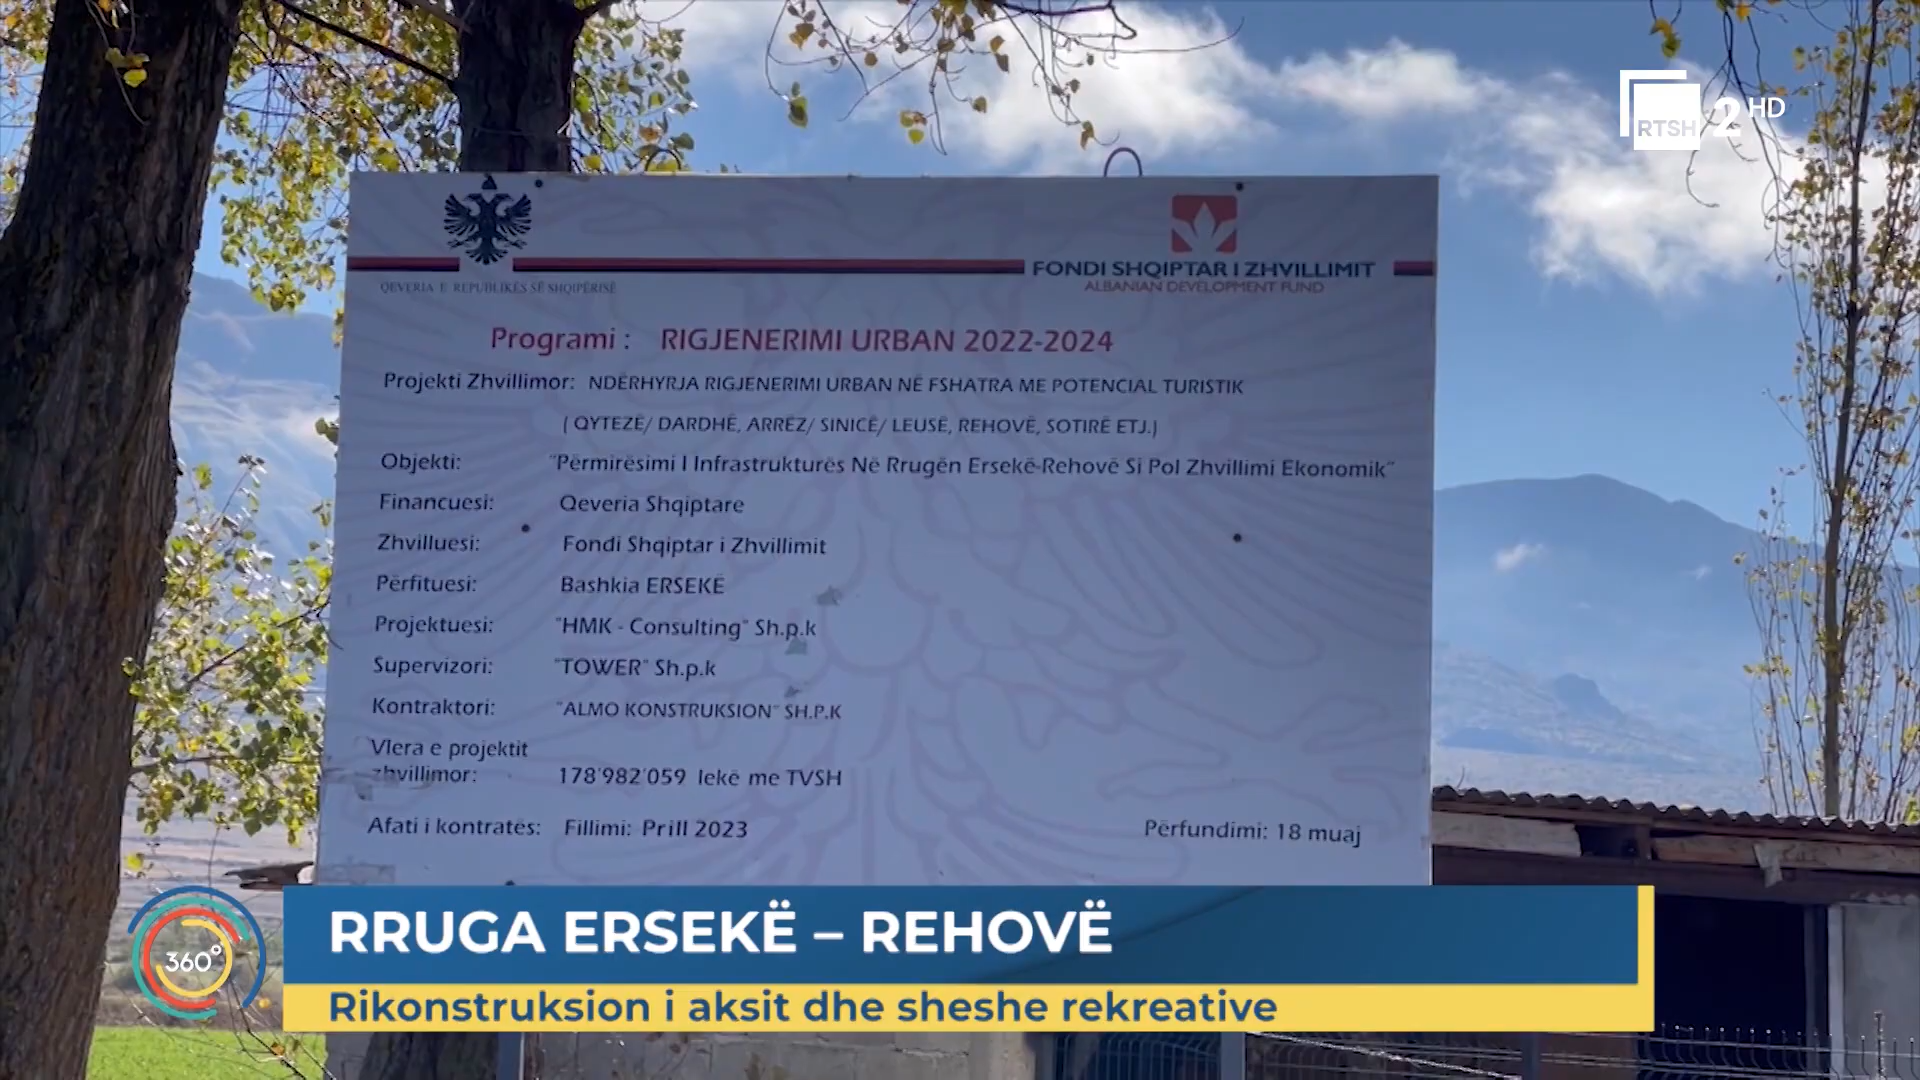 RTSH 2 HD
QEVERIA E REPUBLIKËS SË SHQIPËRISË
FONDI SHQIPTAR I ZHVILLIMIT
ALBANIAN DEVELOPMENT FUND
Programi : RIGJENERIMI URBAN 2022-2024
Projekti Zhvillimor: NDËRHYRJA RIGJENERIMI URBAN NË FSHATRA ME POTENCIAL TURISTIK
( QYTEZË/ DARDHË, ARRËZ/ SINICË/ LEUSË, REHOVË, SOTIRË ETJ.)
Objekti: "Përmirësimi I Infrastrukturës Në Rrugën Ersekë-Rehovë Si Pol Zhvillimi Ekonomik"
Financuesi: Qeveria Shqiptare
Zhvilluesi: Fondi Shqiptar i Zhvillimit
Përfituesi: Bashkia ERSEKË
Projektuesi: "HMK - Consulting" Sh.p.k
Supervizori: "TOWER" Sh.p.k
Kontraktori: "ALMO KONSTRUKSION" SH.P.K
Vlera e projektit
zhvillimor: 178'982'059 lekë me TVSH
Afati i kontratës: Fillimi: Prill 2023 Përfundimi: 18 muaj
360°
RRUGA ERSEKË – REHOVË
Rikonstruksion i aksit dhe sheshe rekreative